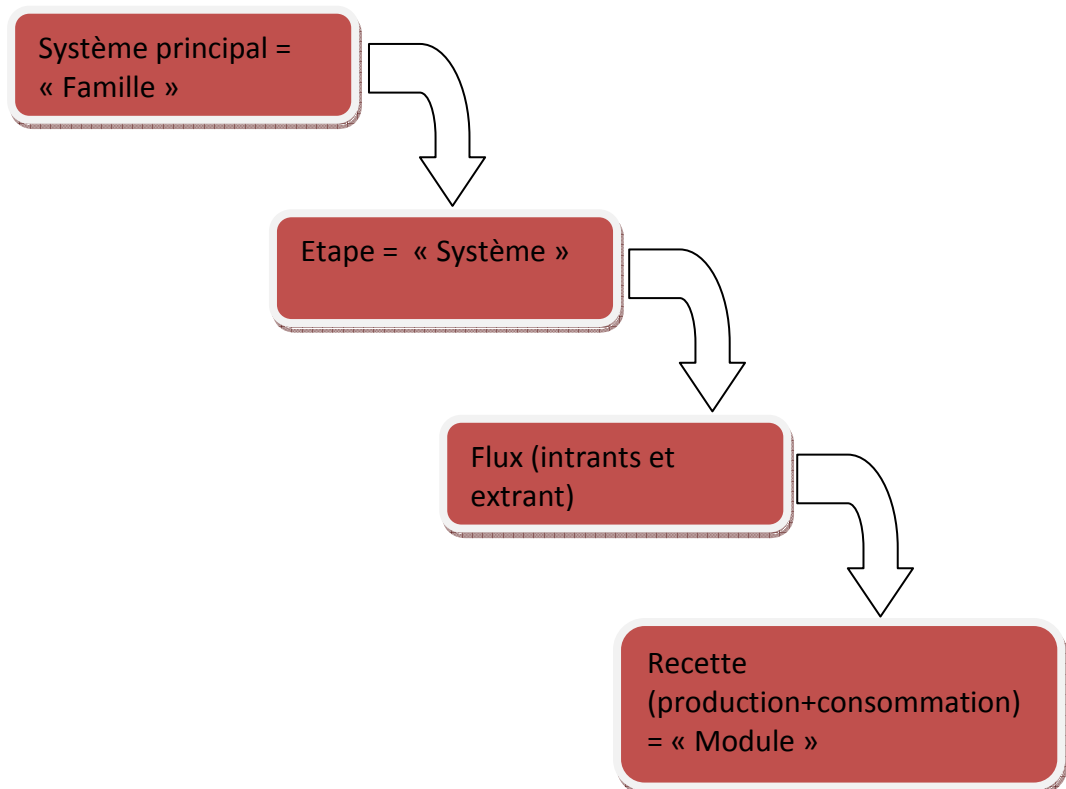 Système principal =
« Famille »
Etape = « Système »
Flux (intrants et
extrant)
Recette
(production+consommation)
= « Module »